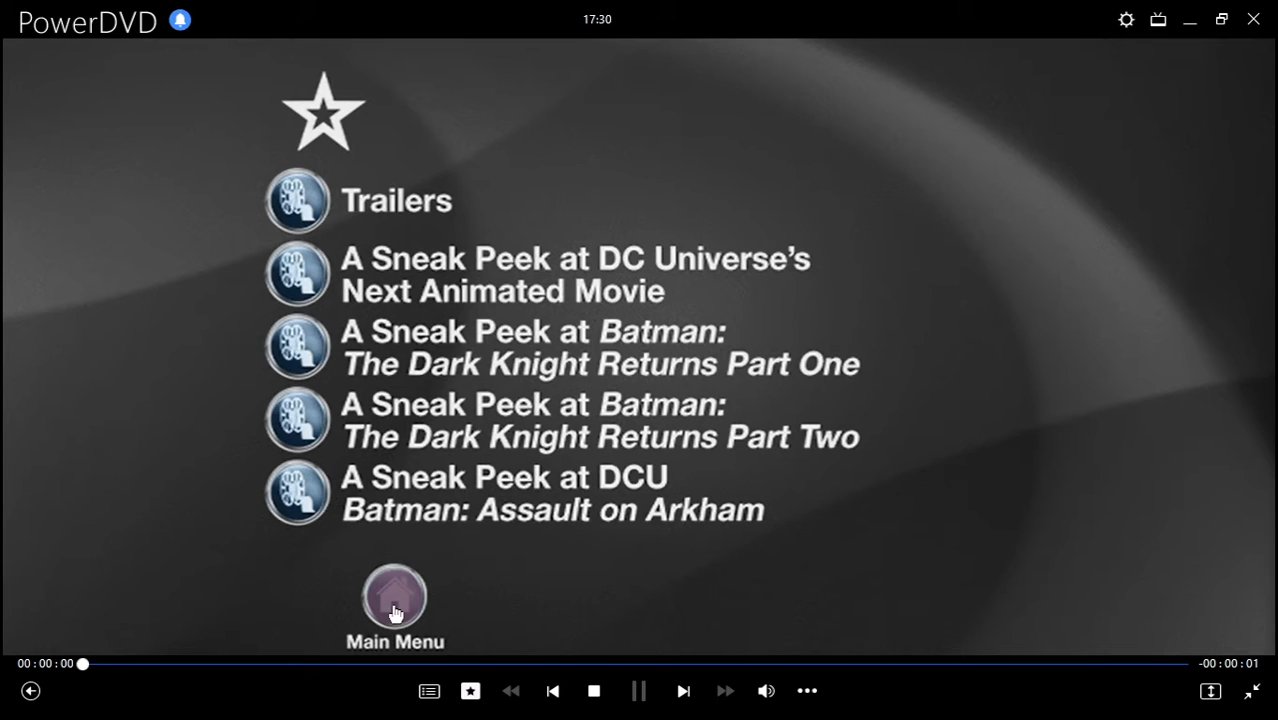 PowerDVD
17:30
Trailers
A Sneak Peek at DC Universe's
Next Animated Movie
A Sneak Peek at Batman:
The Dark Knight Returns Part One
A Sneak Peek at Batman:
The Dark Knight Returns Part Two
A Sneak Peek at DCU
Batman: Assault on Arkham
Main Menu
00:00:00
-00:00:01